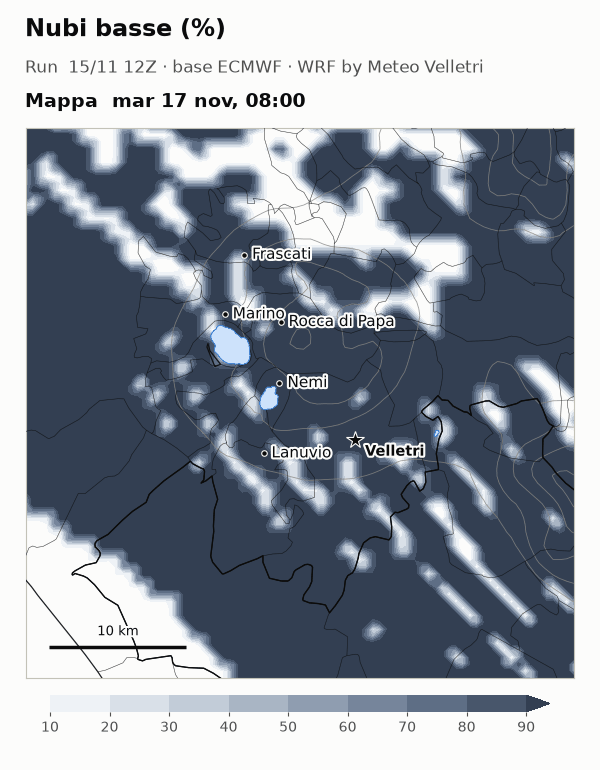 Nubi basse (%)
Run 15/11 12Z · base ECMWF · WRF by Meteo Velletri
Mappa mar 17 nov, 08:00
Frascati
Marino
Rocca di Papa
Nemi
Velletri
Lanuvio
10 km
10 20 30 40 50 60 70 80 90